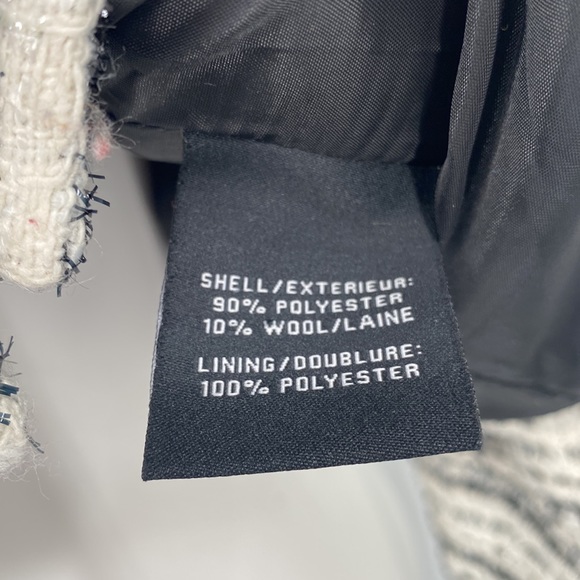 SHELL/EXTERIEUR:
90% POLYESTER
10% WOOL/LAINE
LINING/DOUBLURE:
100% POLYESTER